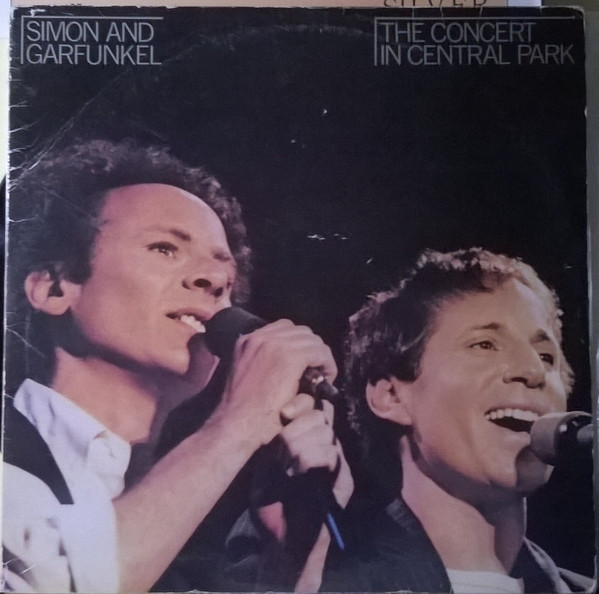 SIMON AND
GARFUNKEL
THE CONCERT
IN CENTRAL PARK